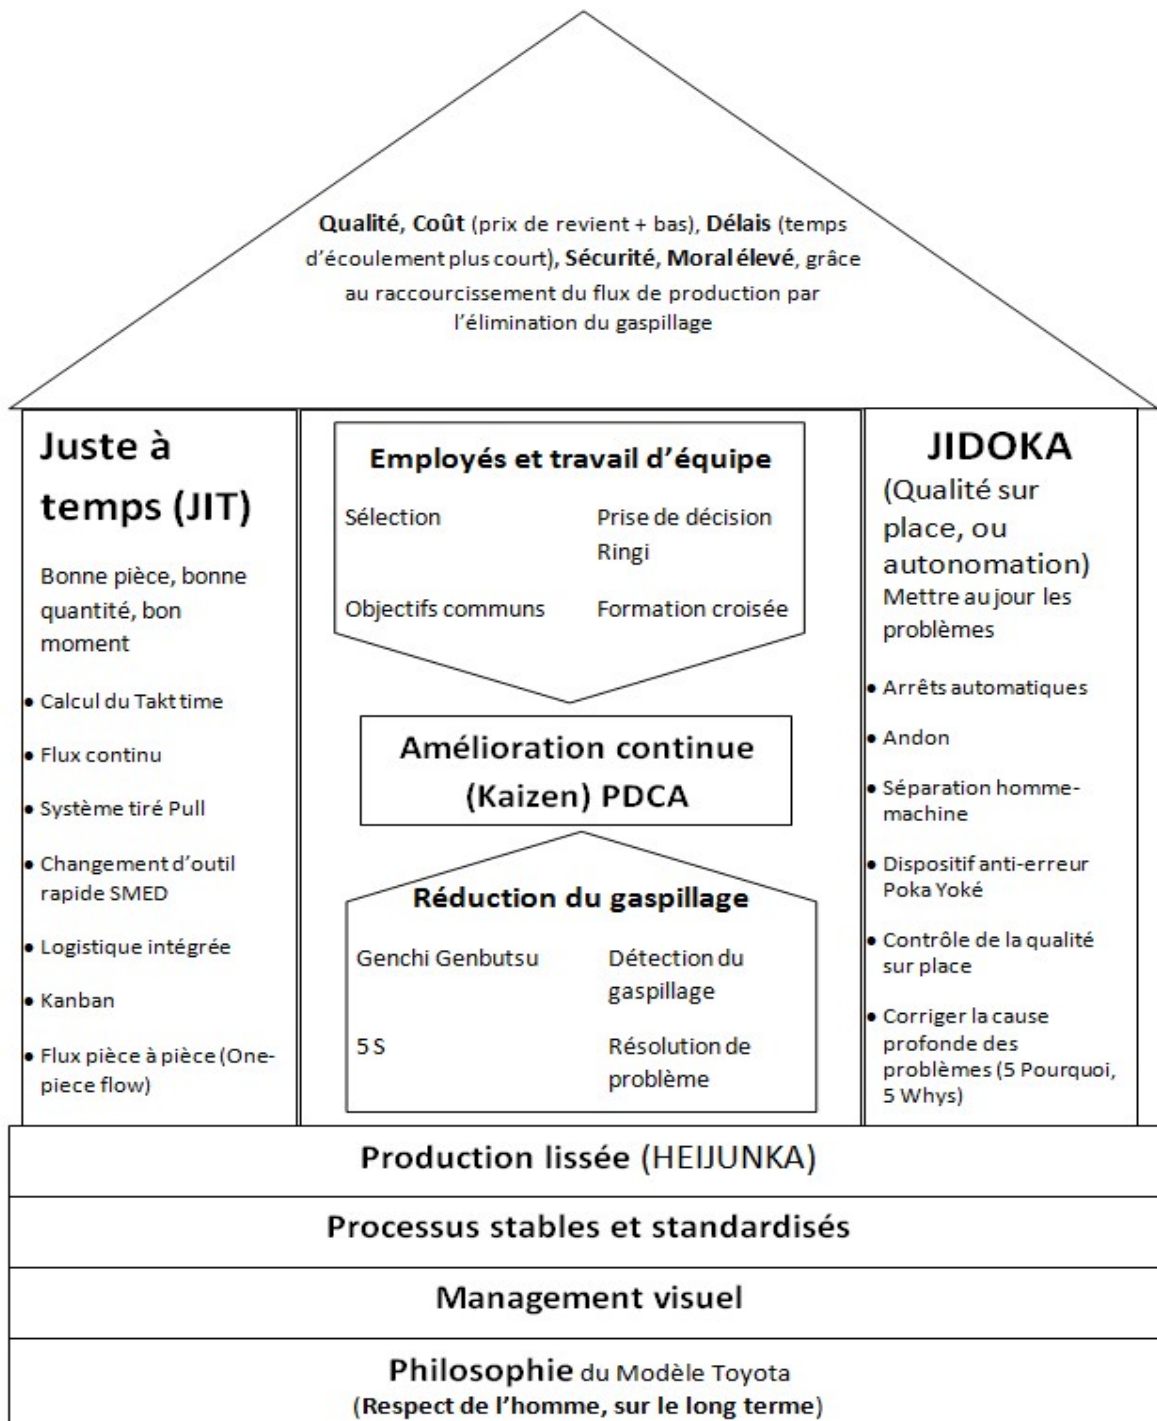 Qualité, Coût (prix de revient + bas), Délais (temps
d'écoulement plus court), Sécurité, Moral élevé, grâce
au raccourcissement du flux de production par
l'élimination du gaspillage
Juste à
temps (JIT)
Bonne pièce, bonne
quantité, bon
moment
• Calcul du Takt time
• Flux continu
• Système tiré Pull
• Changement d'outil
rapide SMED
• Logistique intégrée
• Kanban
• Flux pièce à pièce (One-
piece flow)
Employés et travail d'équipe
Sélection
Prise de décision
Ringi
Objectifs communs
Formation croisée
Amélioration continue
(Kaizen) PDCA
Réduction du gaspillage
Genchi Genbutsu
Détection du
gaspillage
5 S
Résolution de
problème
JIDOKA
(Qualité sur
place, ou
autonomation)
Mettre au jour les
problèmes
• Arrêts automatiques
• Andon
• Séparation homme-
machine
• Dispositif anti-erreur
Poka Yoké
• Contrôle de la qualité
sur place
• Corriger la cause
profonde des
problèmes (5 Pourquoi,
5 Whys)
Production lissée (HEIJUNKA)
Processus stables et standardisés
Management visuel
Philosophie du Modèle Toyota
(Respect de l'homme, sur le long terme)